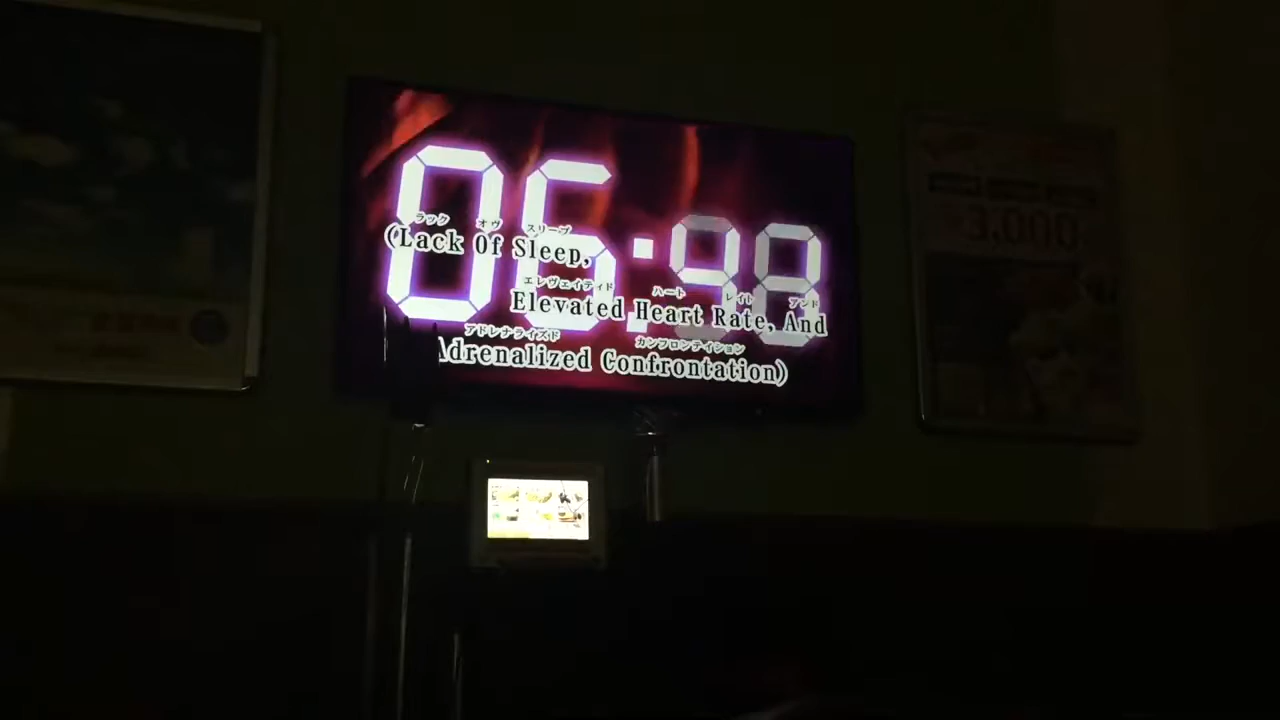 06:98
ラック オヴ スリープ
(Lack Of Sleep,
エレヴェイティド ハート レイト アンド
Elevated Heart Rate, And
アドレナライズド カンフロンテイション
Adrenalized Confrontation)
3,000